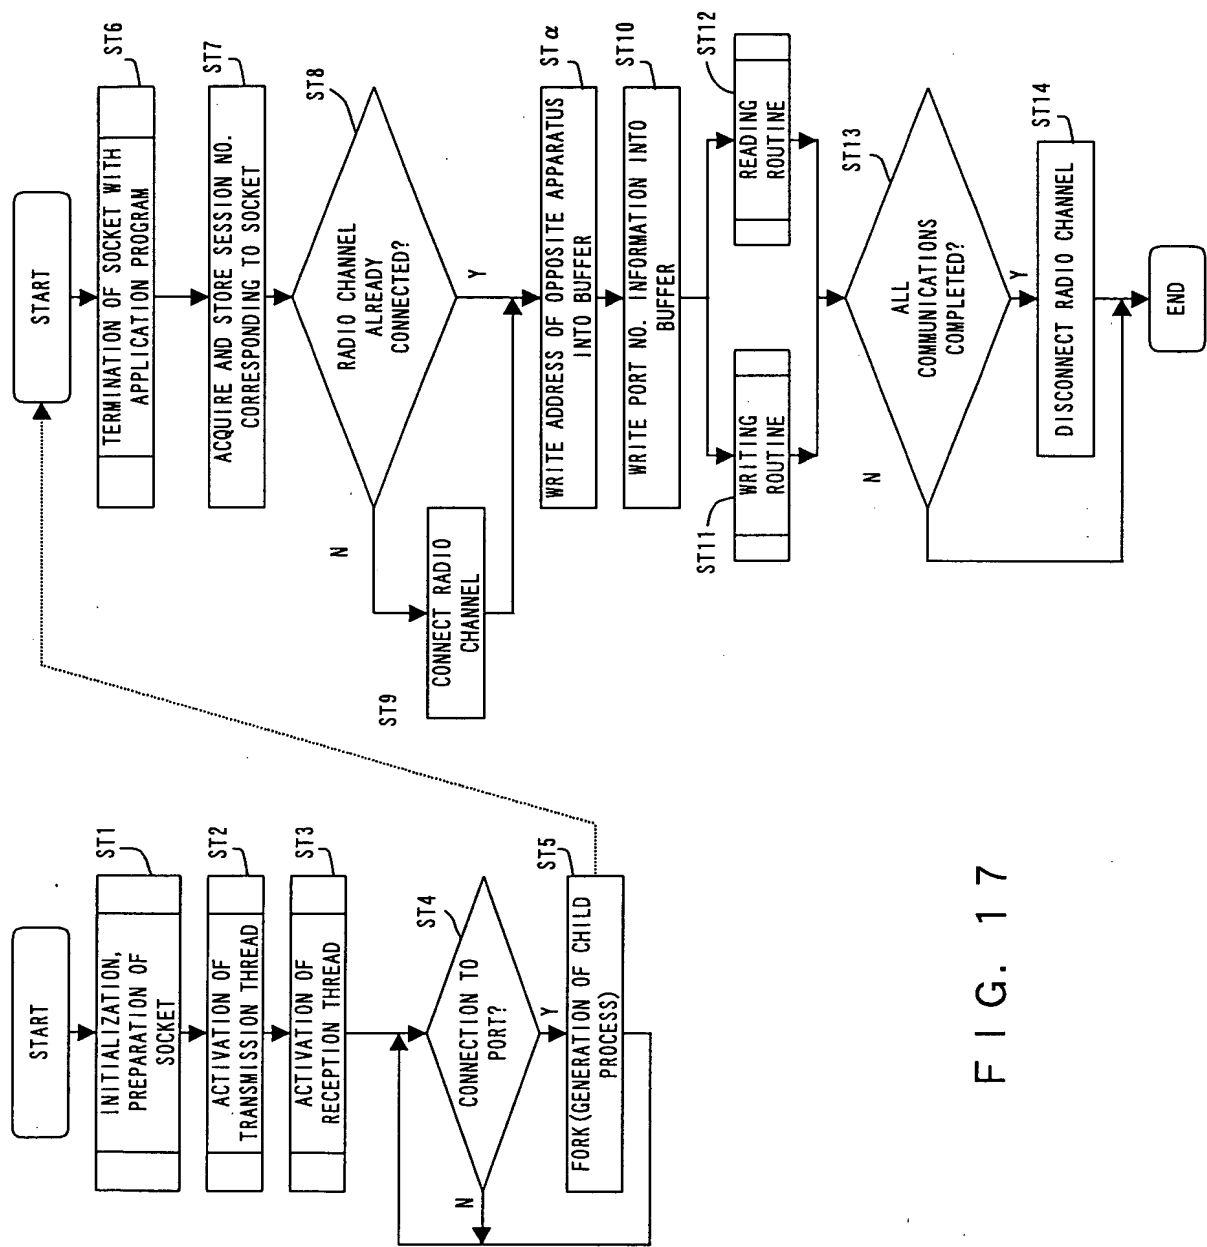 START
ST1
INITIALIZATION,
PREPARATION OF
SOCKET
ST2
ACTIVATION OF
TRANSMISSION THREAD
ST3
ACTIVATION OF
RECEPTION THREAD
ST4
CONNECTION TO
PORT?
N
Y
ST5
FORK(GENERATION OF CHILD
PROCESS)
START
ST6
TERMINATION OF SOCKET WITH
APPLICATION PROGRAM
ST7
ACQUIRE AND STORE SESSION NO.
CORRESPONDING TO SOCKET
ST8
RADIO CHANNEL
ALREADY
CONNECTED?
N
Y
ST9
CONNECT RADIO
CHANNEL
STα
WRITE ADDRESS OF OPPOSITE APPARATUS
INTO BUFFER
ST10
WRITE PORT NO. INFORMATION INTO
BUFFER
ST11
WRITING
ROUTINE
ST12
READING
ROUTINE
ST13
ALL
COMMUNICATIONS
COMPLETED?
N
Y
ST14
DISCONNECT RADIO CHANNEL
END
FIG. 17